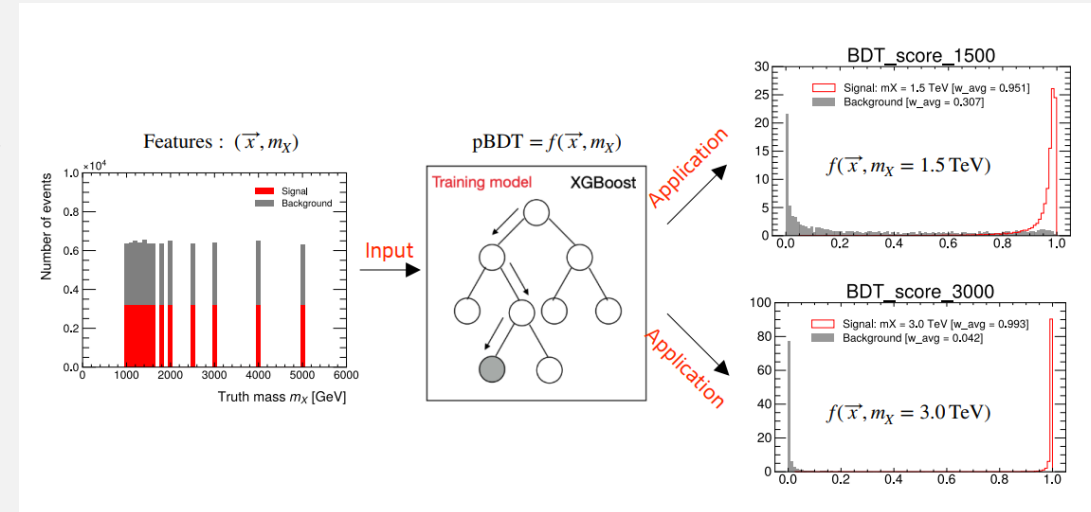 Features : (x⃗, m_X)
×10⁴
1.0
0.8
0.6
0.4
0.2
0.0
Number of events
Signal
Background
0 1000 2000 3000 4000 5000 6000
Truth mass m_X [GeV]
Input
pBDT = f(x⃗, m_X)
Training model XGBoost
Application
Application
BDT_score_1500
30
25
20
15
10
5
0
Signal: mX = 1.5 TeV [w_avg = 0.951]
Background [w_avg = 0.307]
f(x⃗, m_X = 1.5 TeV)
0.0 0.2 0.4 0.6 0.8 1.0
BDT_score_3000
100
80
60
40
20
0
Signal: mX = 3.0 TeV [w_avg = 0.993]
Background [w_avg = 0.042]
f(x⃗, m_X = 3.0 TeV)
0.0 0.2 0.4 0.6 0.8 1.0